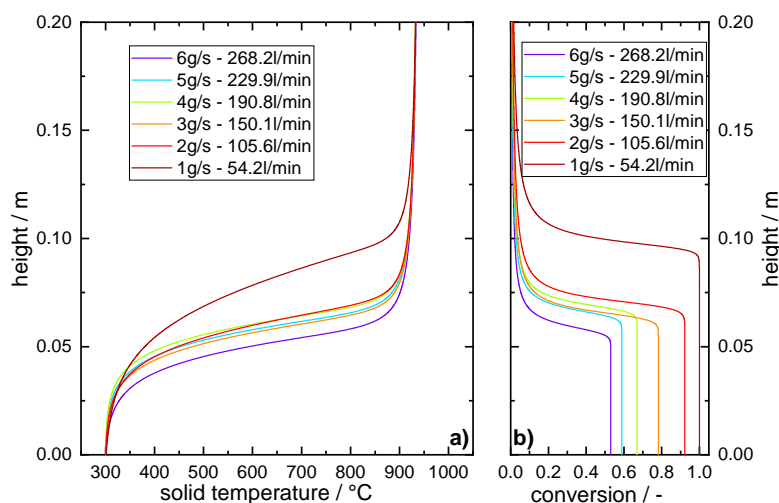 0.20
0.15
0.10
0.05
0.00
height / m
6g/s - 268.2l/min
5g/s - 229.9l/min
4g/s - 190.8l/min
3g/s - 150.1l/min
2g/s - 105.6l/min
1g/s - 54.2l/min
a)
300 400 500 600 700 800 900 1000
solid temperature / °C
6g/s - 268.2l/min
5g/s - 229.9l/min
4g/s - 190.8l/min
3g/s - 150.1l/min
2g/s - 105.6l/min
1g/s - 54.2l/min
b)
0.0 0.2 0.4 0.6 0.8 1.0
conversion / -
0.20
0.15
0.10
0.05
0.00
height / m